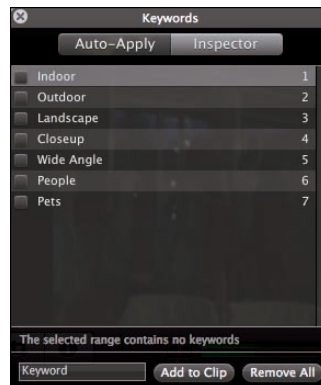 Keywords
Auto-Apply Inspector
Indoor 1
Outdoor 2
Landscape 3
Closeup 4
Wide Angle 5
People 6
Pets 7
The selected range contains no keywords
Keyword Add to Clip Remove All